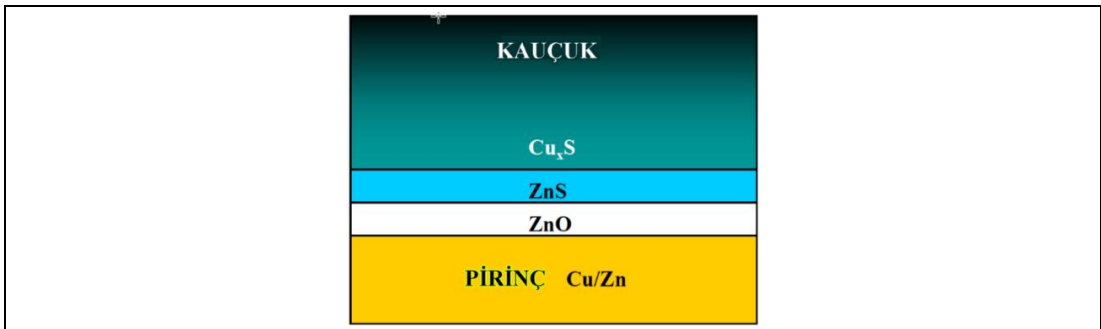 KAUÇUK
CuₓS
ZnS
ZnO
PİRİNÇ Cu/Zn